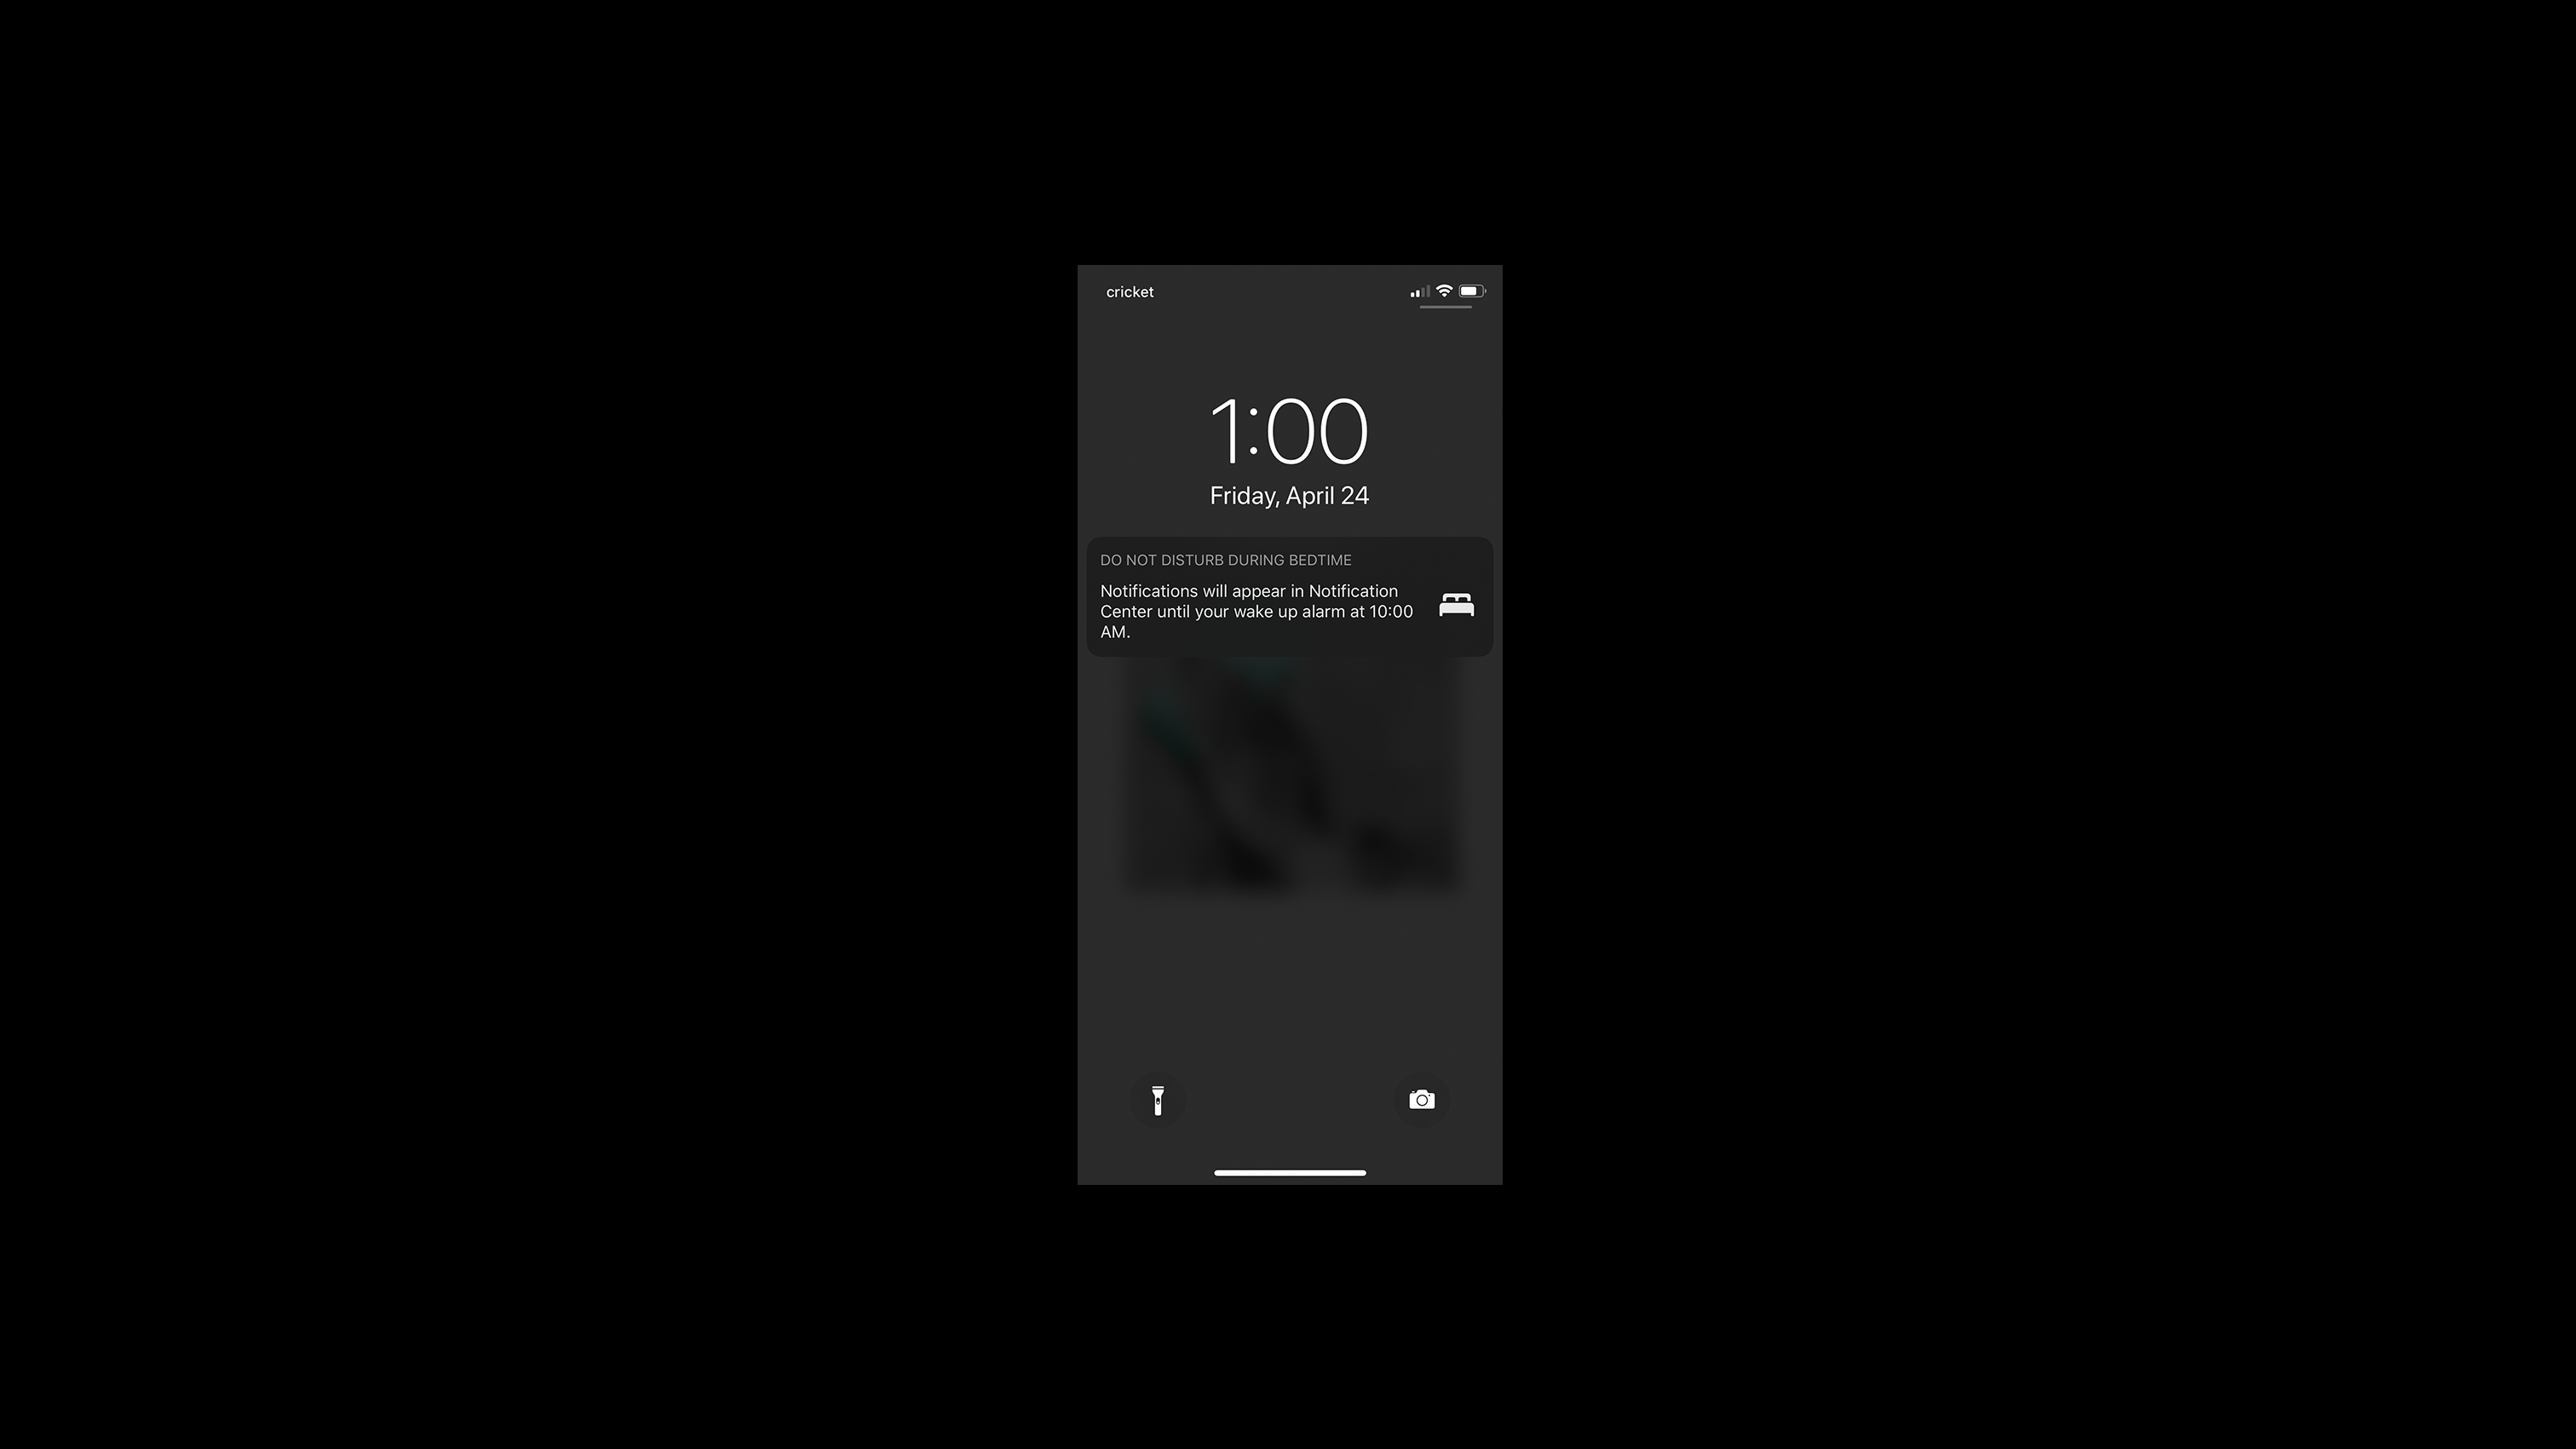 cricket
1:00
Friday, April 24
DO NOT DISTURB DURING BEDTIME
Notifications will appear in Notification
Center until your wake up alarm at 10:00
AM.